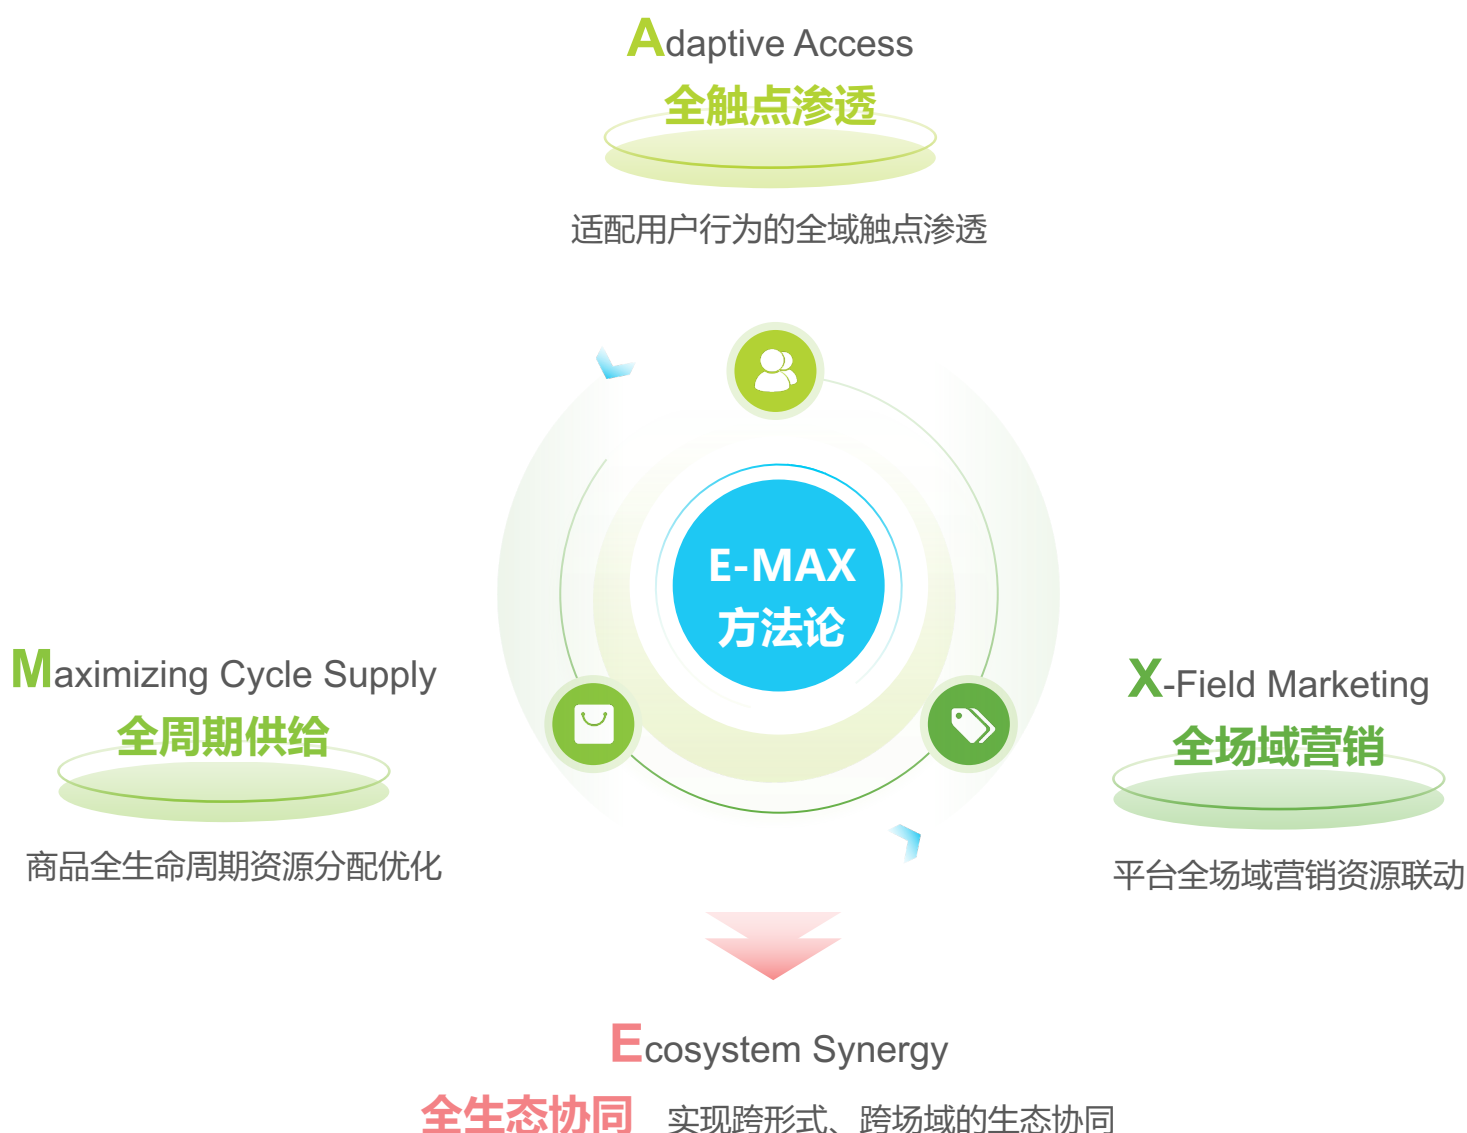 Adaptive Access
全触点渗透
适配用户行为的全域触点渗透
E-MAX
方法论
Maximizing Cycle Supply
全周期供给
商品全生命周期资源分配优化
X-Field Marketing
全场域营销
平台全场域营销资源联动
Ecosystem Synergy
全生态协同 实现跨形式、跨场域的生态协同